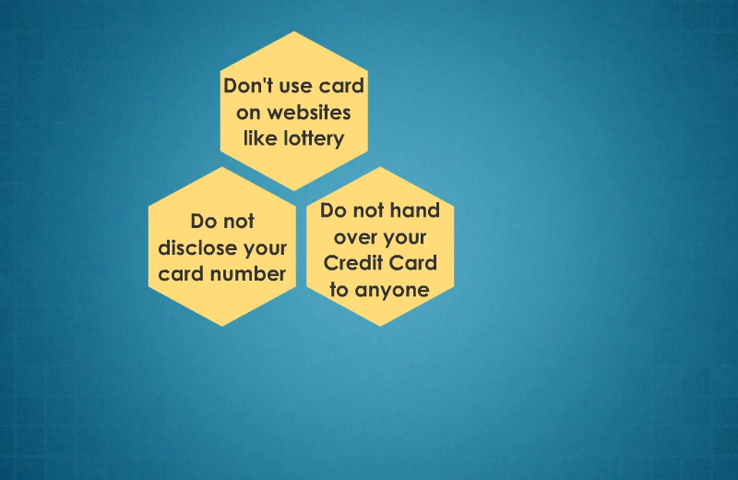 Don't use card
on websites
like lottery
Do not
disclose your
card number
Do not hand
over your
Credit Card
to anyone